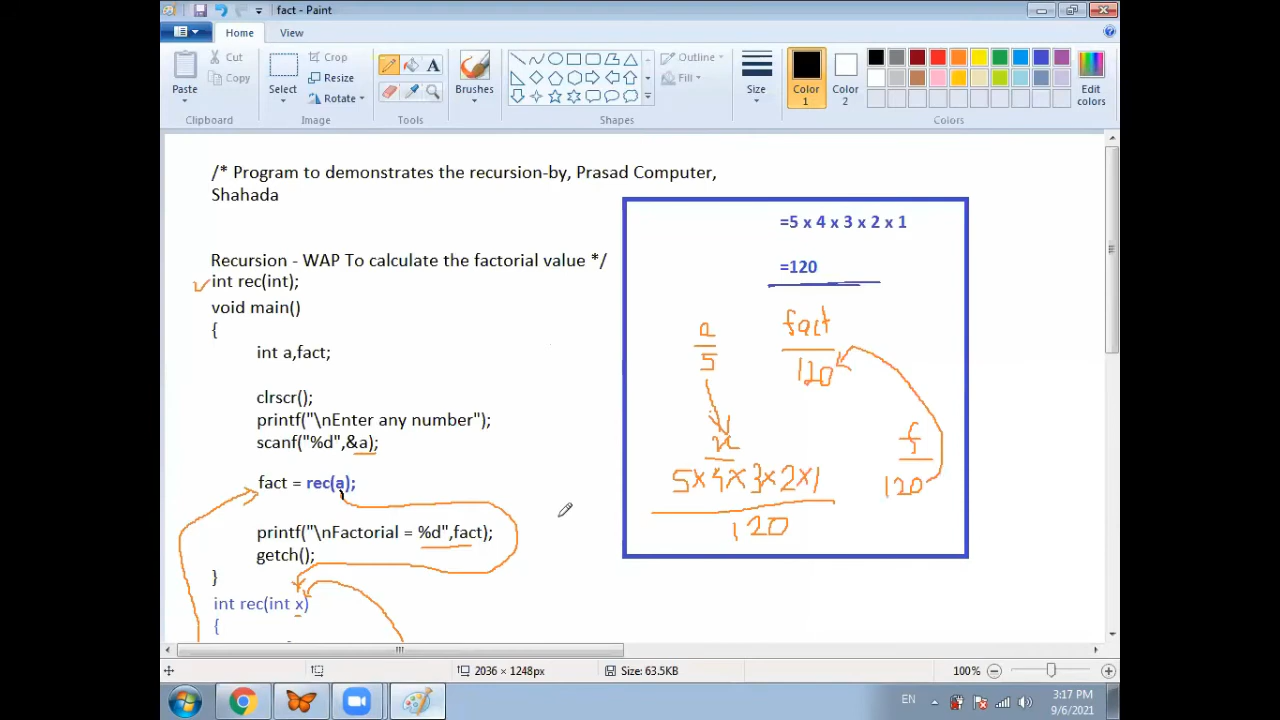 fact - Paint
Home
View
Paste
Cut
Copy
Clipboard
Select
Crop
Resize
Rotate
Image
A
Tools
Brushes
Outline
Fill
Shapes
Size
Color 1
Color 2
Edit colors
Colors
/* Program to demonstrates the recursion-by, Prasad Computer,
Shahada
Recursion - WAP To calculate the factorial value */
int rec(int);
void main()
{
int a,fact;
clrscr();
printf("\nEnter any number");
scanf("%d",&a);
fact = rec(a);
printf("\nFactorial = %d",fact);
getch();
}
int rec(int x)
{
=5 x 4 x 3 x 2 x 1
=120
a
5
fact
120
x
5x4x3x2x1
120
f
120
2036 × 1248px
Size: 63.5KB
100%
EN
3:17 PM
9/6/2021